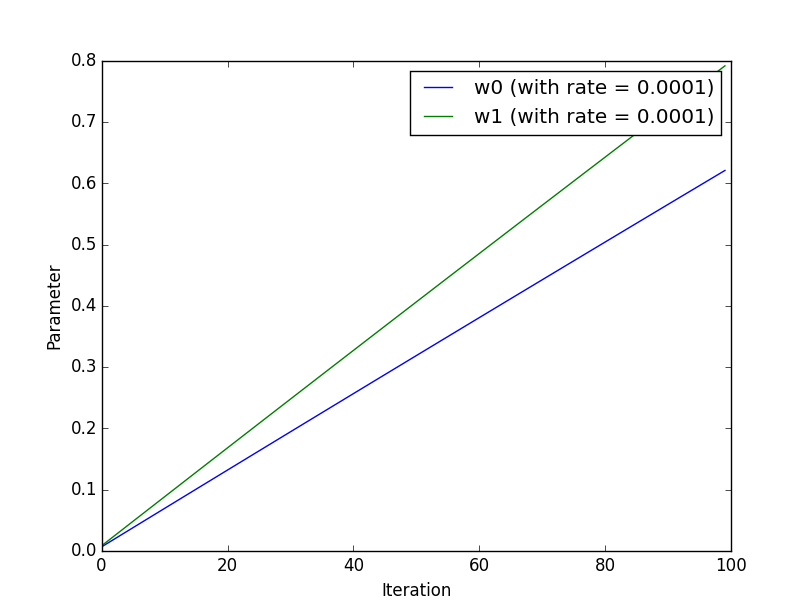 0.8
0.7
0.6
0.5
0.4
0.3
0.2
0.1
0.0
Parameter
w0 (with rate = 0.0001)
w1 (with rate = 0.0001)
0 20 40 60 80 100
Iteration